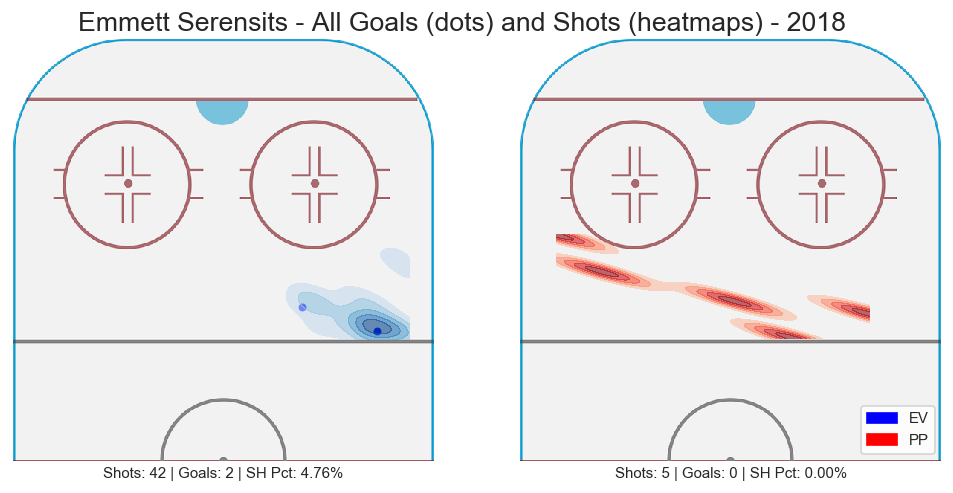 Emmett Serensits - All Goals (dots) and Shots (heatmaps) - 2018
EV
PP
Shots: 42 | Goals: 2 | SH Pct: 4.76%
Shots: 5 | Goals: 0 | SH Pct: 0.00%